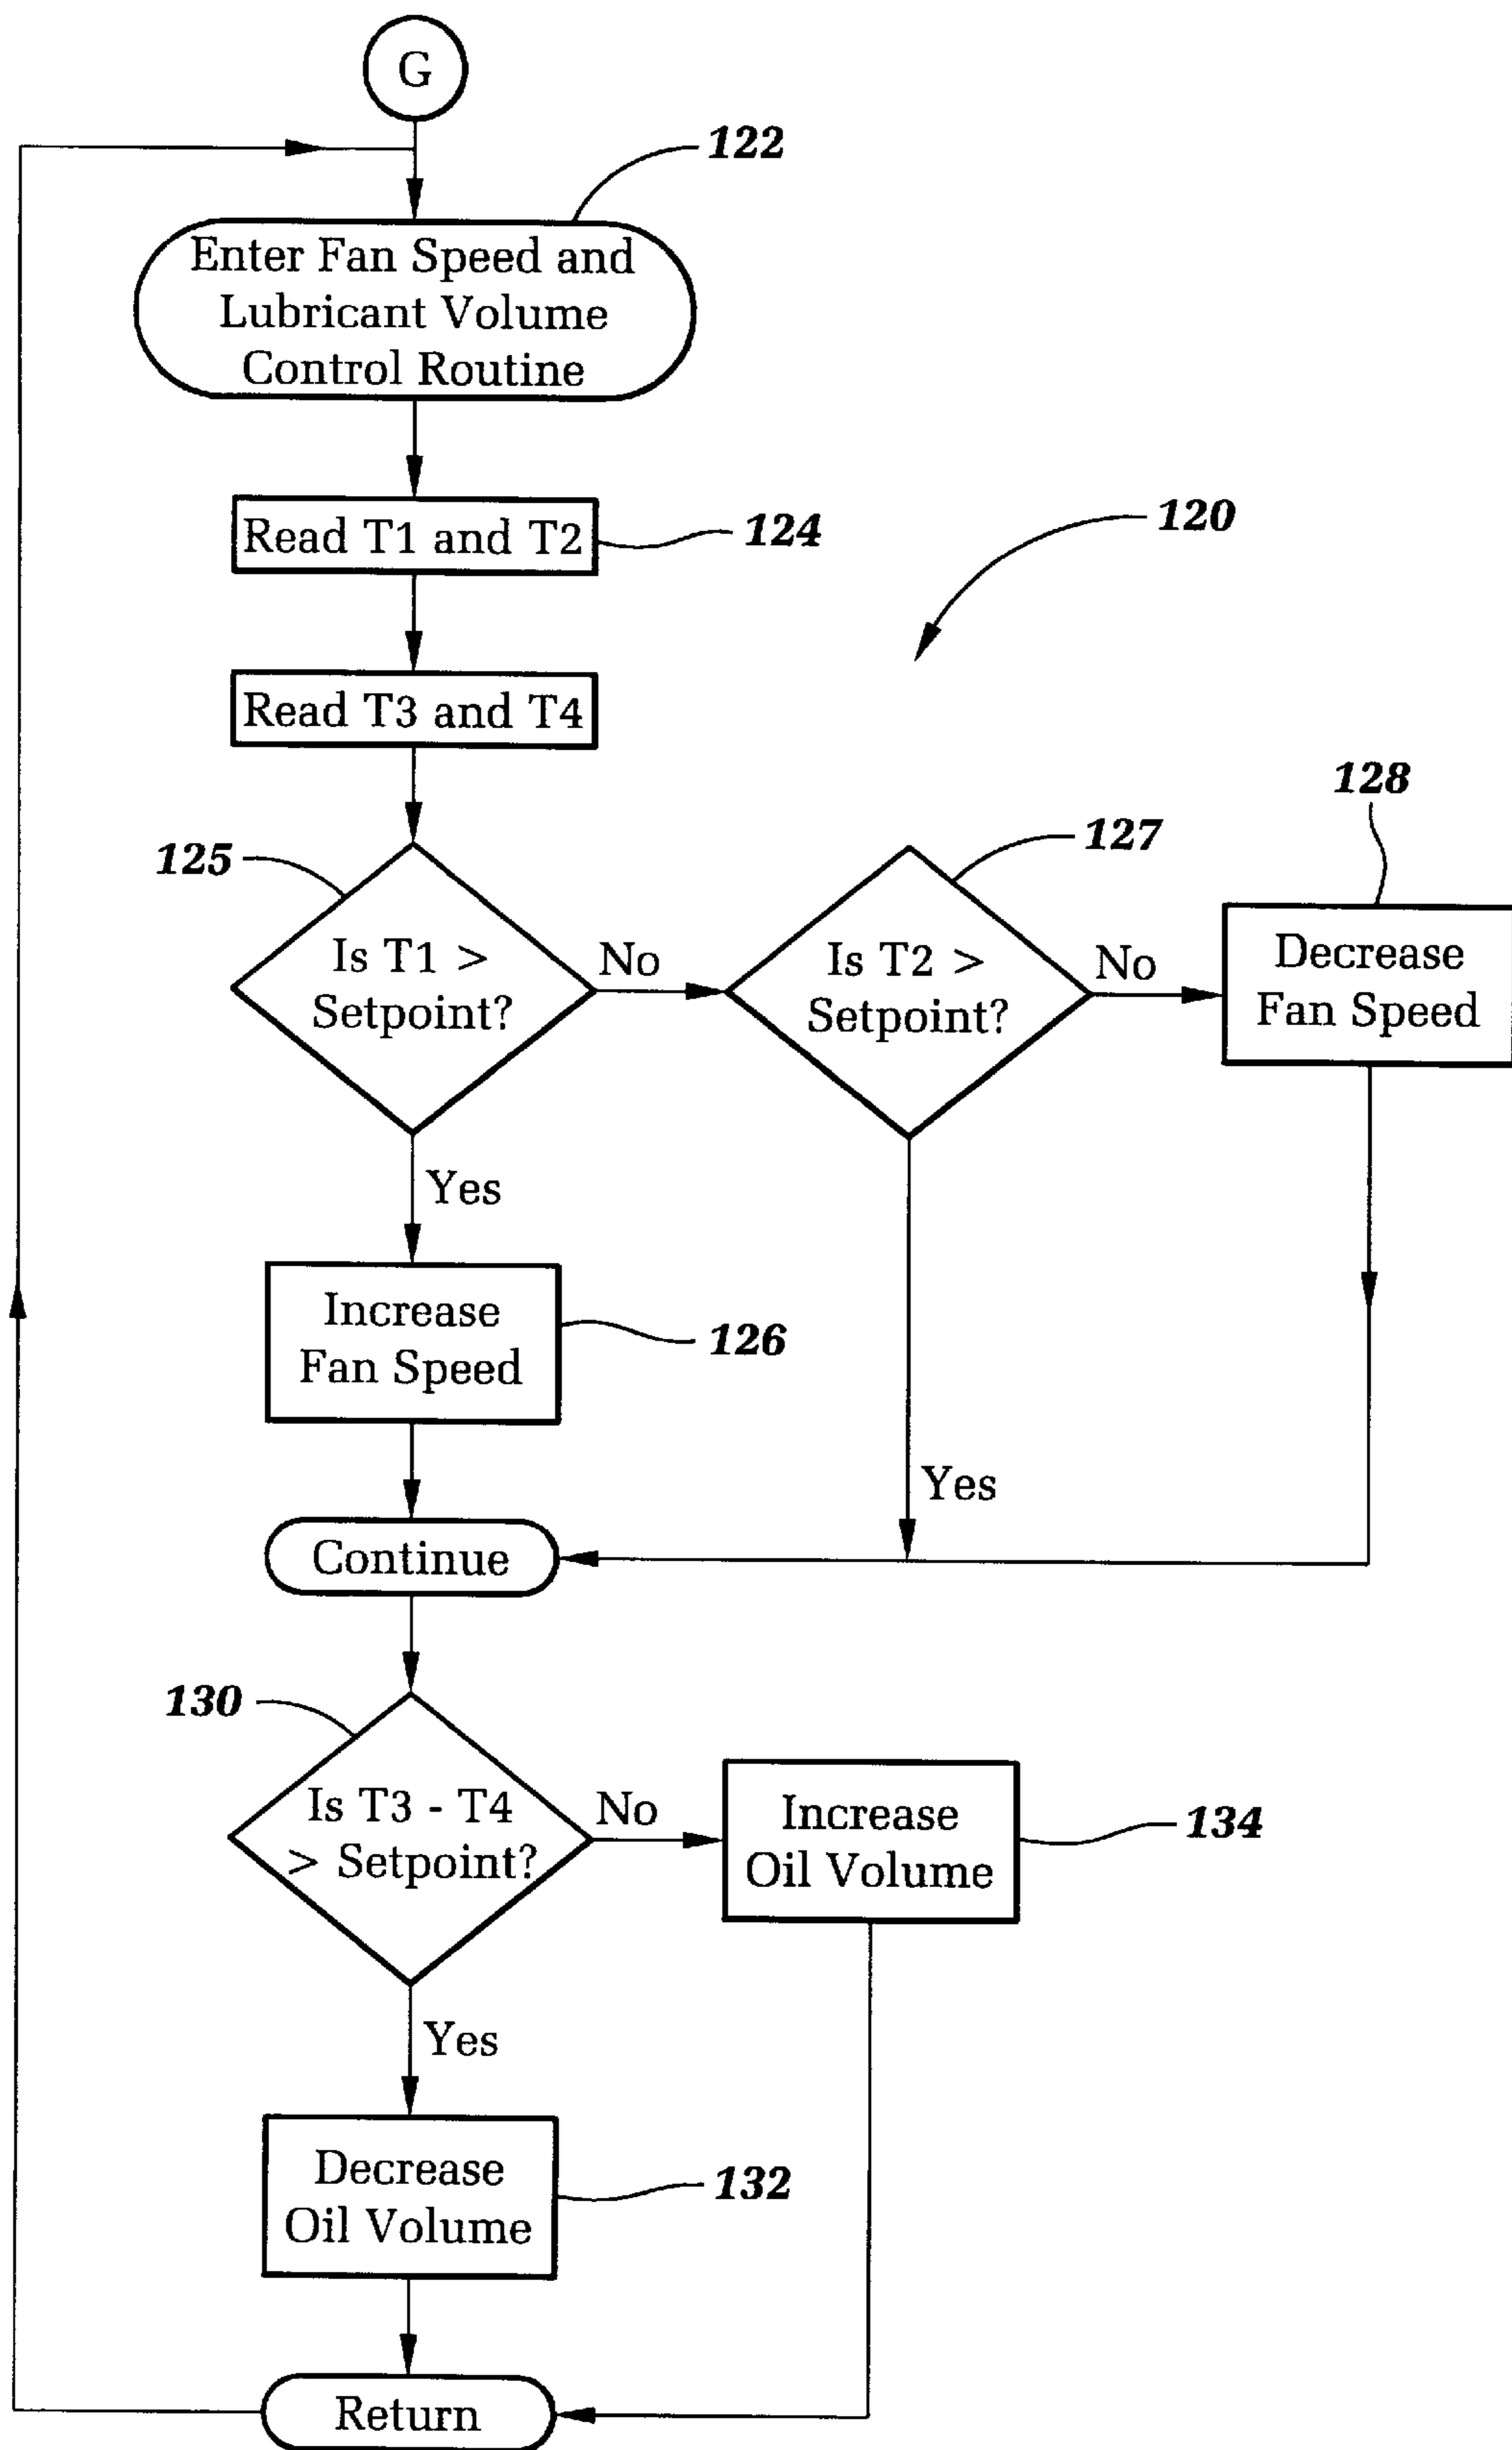 G
122
Enter Fan Speed and
Lubricant Volume
Control Routine
Read T1 and T2
124
120
Read T3 and T4
128
125
127
Is T1 >
Setpoint?
No
Is T2 >
Setpoint?
No
Decrease
Fan Speed
Yes
Increase
Fan Speed
126
Yes
Continue
130
Is T3 - T4
> Setpoint?
No
Increase
Oil Volume
134
Yes
Decrease
Oil Volume
132
Return